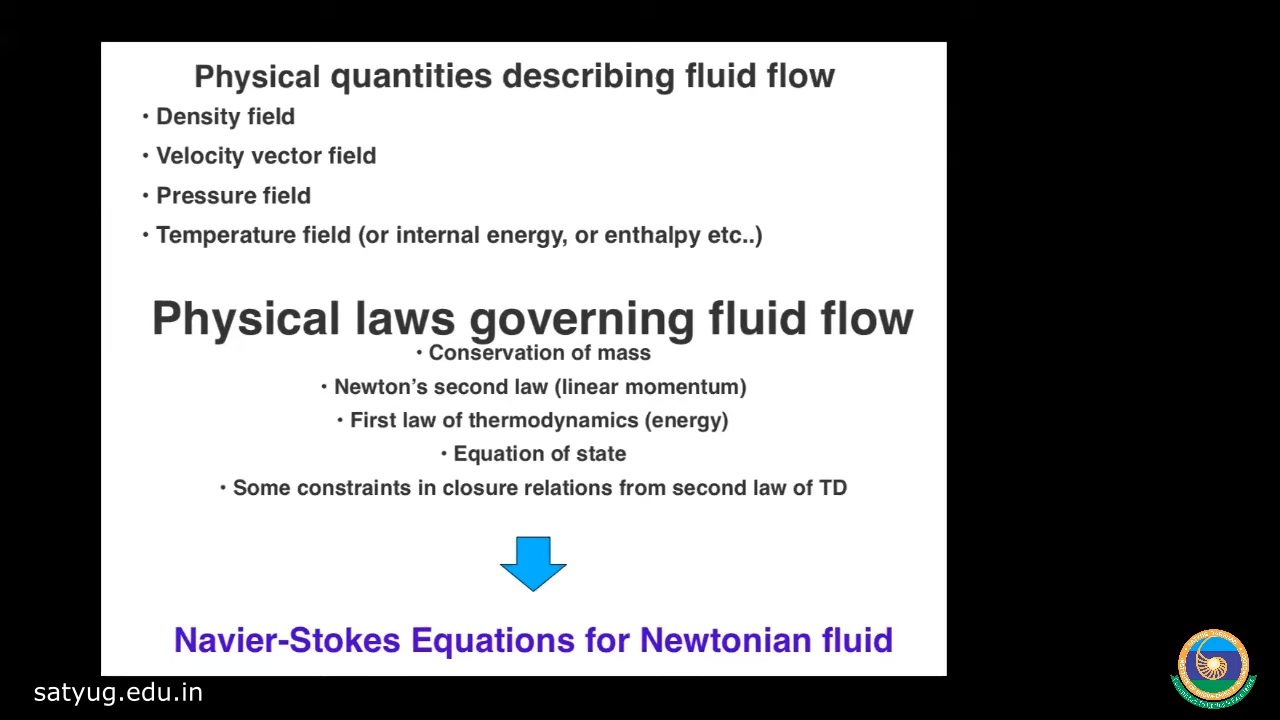 Physical quantities describing fluid flow
• Density field
• Velocity vector field
• Pressure field
• Temperature field (or internal energy, or enthalpy etc..)
Physical laws governing fluid flow
• Conservation of mass
• Newton’s second law (linear momentum)
• First law of thermodynamics (energy)
• Equation of state
• Some constraints in closure relations from second law of TD
Navier-Stokes Equations for Newtonian fluid
satyug.edu.in